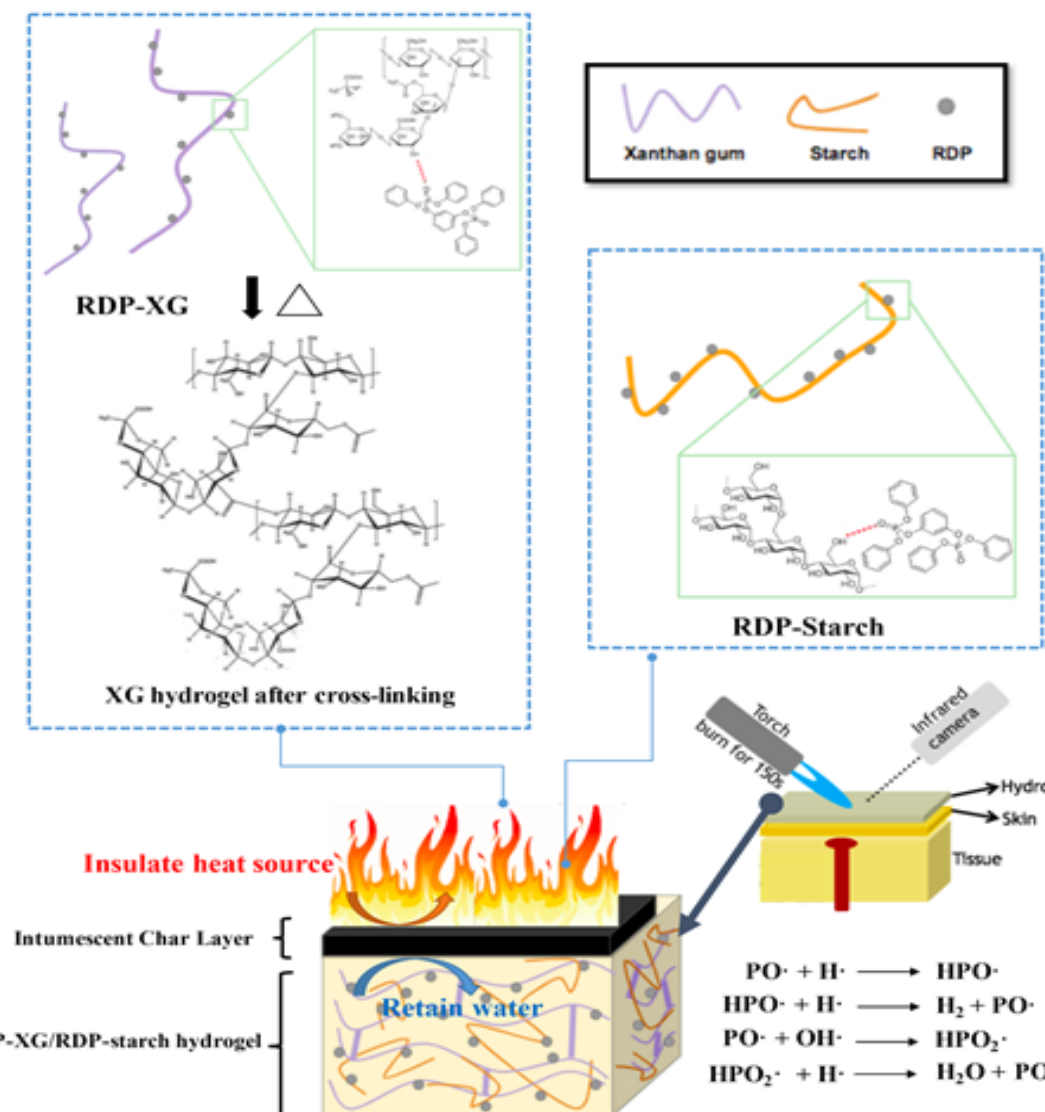 Xanthan gum
Starch
RDP
RDP-XG
XG hydrogel after cross-linking
RDP-Starch
Torch
burn for 150s
Infrared
camera
Hydro
Skin
Tissue
Insulate heat source
Intumescent Char Layer
Retain water
P-XG/RDP-starch hydrogel
PO· + H· ⟶ HPO·
HPO· + H· ⟶ H₂ + PO·
PO· + OH· ⟶ HPO₂·
HPO₂· + H· ⟶ H₂O + PO